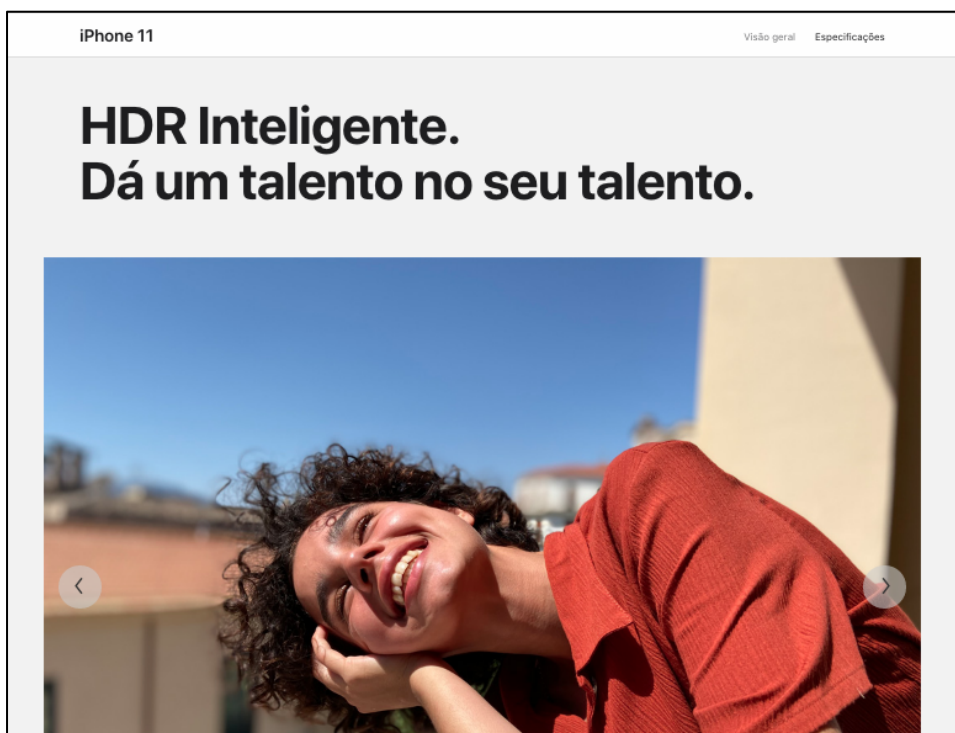 iPhone 11
Visão geral Especificações
HDR Inteligente.
Dá um talento no seu talento.